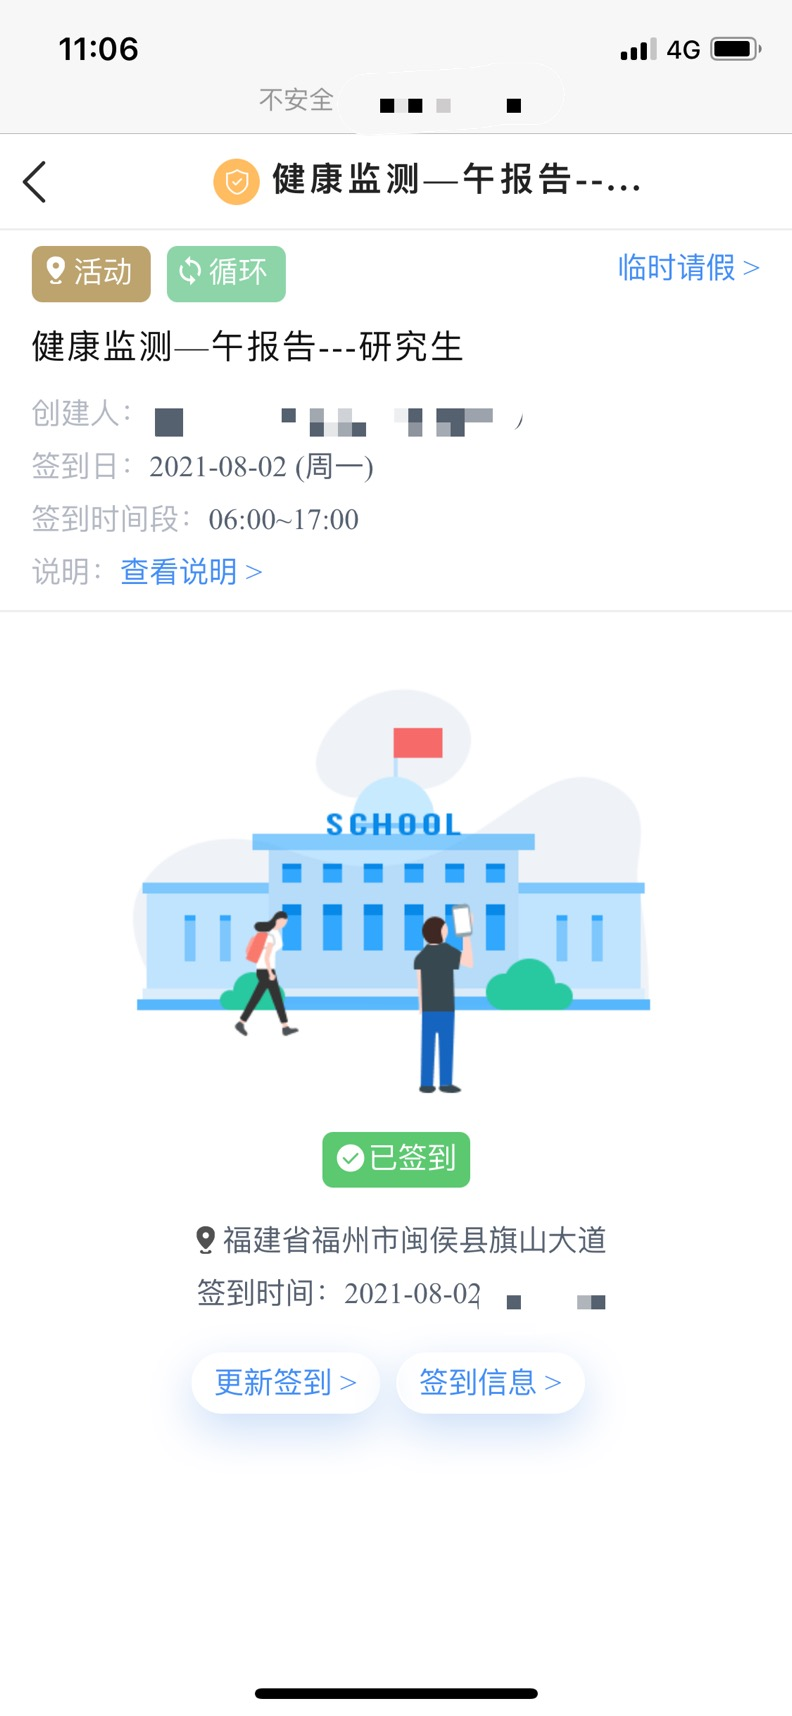 11:06
4G
不安全
健康监测—午报告--...
活动
循环
临时请假 >
健康监测—午报告---研究生
创建人：
签到日：2021-08-02 (周一)
签到时间段：06:00~17:00
说明：查看说明 >
SCHOOL
已签到
福建省福州市闽侯县旗山大道
签到时间：2021-08-02
更新签到 >
签到信息 >